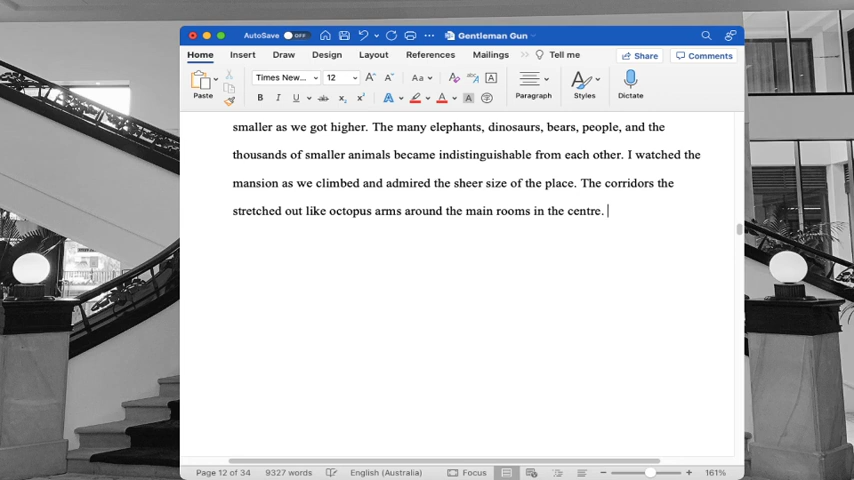 AutoSave OFF
Gentleman Gun
Home Insert Draw Design Layout References Mailings Tell me Share Comments
Paste Times New... 12 Aa A Paragraph Styles Dictate
B I U ab x₂ x² A A A
smaller as we got higher. The many elephants, dinosaurs, bears, people, and the
thousands of smaller animals became indistinguishable from each other. I watched the
mansion as we climbed and admired the sheer size of the place. The corridors the
stretched out like octopus arms around the main rooms in the centre.
Page 12 of 34 9327 words English (Australia) Focus 161%